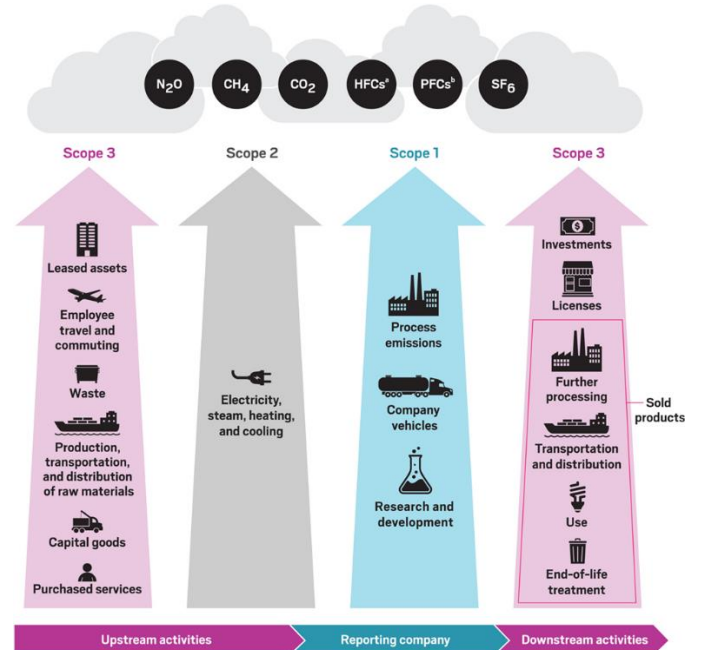 N₂O CH₄ CO₂ HFCsᵃ PFCsᵇ SF₆
Scope 3
Leased assets
Employee
travel and
commuting
Waste
Production,
transportation,
and distribution
of raw materials
Capital goods
Purchased services
Scope 2
Electricity,
steam, heating,
and cooling
Scope 1
Process
emissions
Company
vehicles
Research and
development
Scope 3
$
Investments
Licenses
Further
processing
Transportation
and distribution
Use
End-of-life
treatment
Sold
products
Upstream activities
Reporting company
Downstream activities